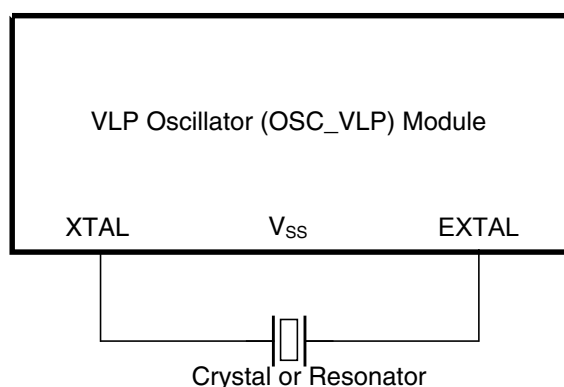 VLP Oscillator (OSC_VLP) Module
XTAL VSS EXTAL
Crystal or Resonator